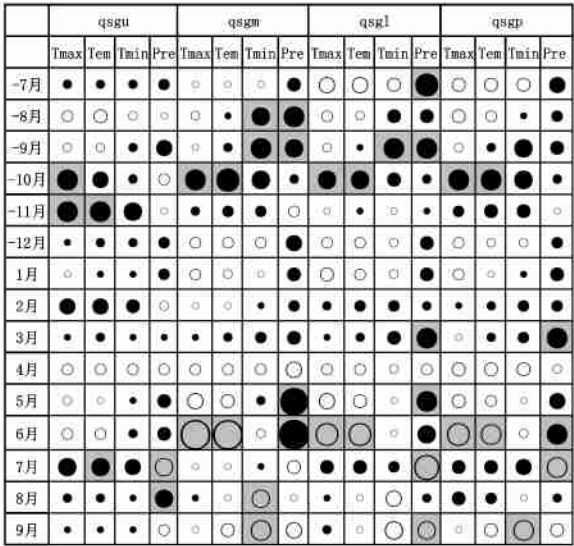 qsgu qsgm qsgl qsgp
Tmax Tem Tmin Pre Tmax Tem Tmin Pre Tmax Tem Tmin Pre Tmax Tem Tmin Pre
-7月
-8月
-9月
-10月
-11月
-12月
1月
2月
3月
4月
5月
6月
7月
8月
9月